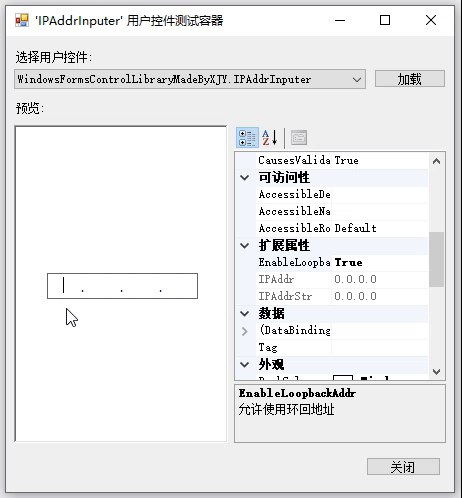 'IPAddrInputer' 用户控件测试容器
选择用户控件:
WindowsFormsControlLibraryMadeByXJY.IPAddrInputer
加载
预览:
CausesValida True
可访问性
AccessibleDe
AccessibleNa
AccessibleRo Default
扩展属性
EnableLoopba True
IPAddr 0.0.0.0
IPAddrStr 0.0.0.0
. . .
数据
(DataBinding
Tag
外观
EnableLoopbackAddr
允许使用环回地址
关闭